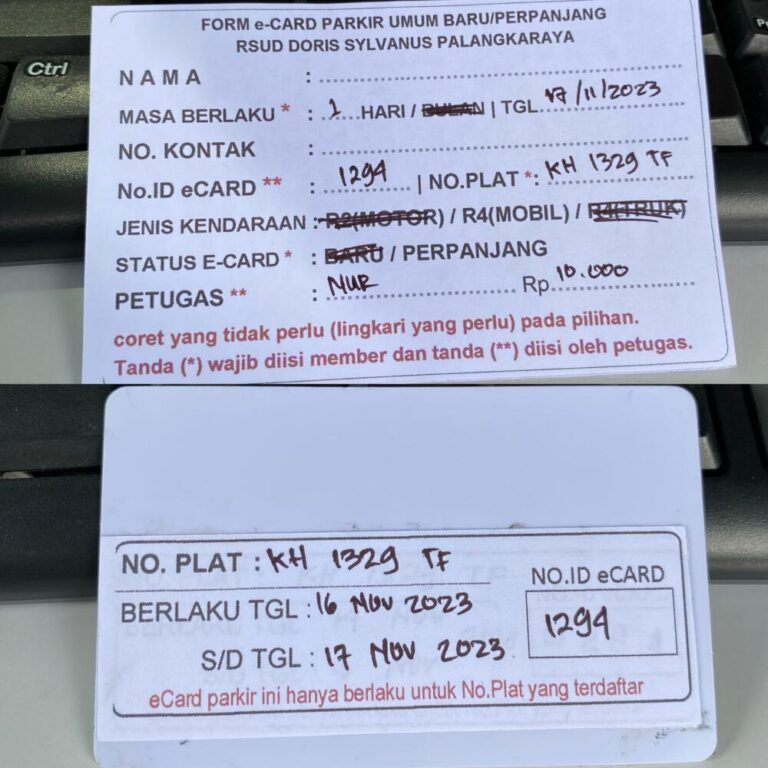 Ctrl
FORM e-CARD PARKIR UMUM BARU/PERPANJANG
RSUD DORIS SYLVANUS PALANGKARAYA
NAMA :
MASA BERLAKU * : 1 HARI / BULAN | TGL 17/11/2023
NO. KONTAK :
No.ID eCARD ** : 1294 | NO.PLAT *: KH 1329 TF
JENIS KENDARAAN : R2(MOTOR) / R4(MOBIL) / R4(TRUK)
STATUS E-CARD * : BARU / PERPANJANG
PETUGAS ** : NUR Rp. 10.000
coret yang tidak perlu (lingkari yang perlu) pada pilihan.
Tanda (*) wajib diisi member dan tanda (**) diisi oleh petugas.
NO. PLAT : KH 1329 TF
NO.ID eCARD
BERLAKU TGL : 16 NOV 2023
1294
S/D TGL : 17 NOV 2023
eCard parkir ini hanya berlaku untuk No.Plat yang terdaftar